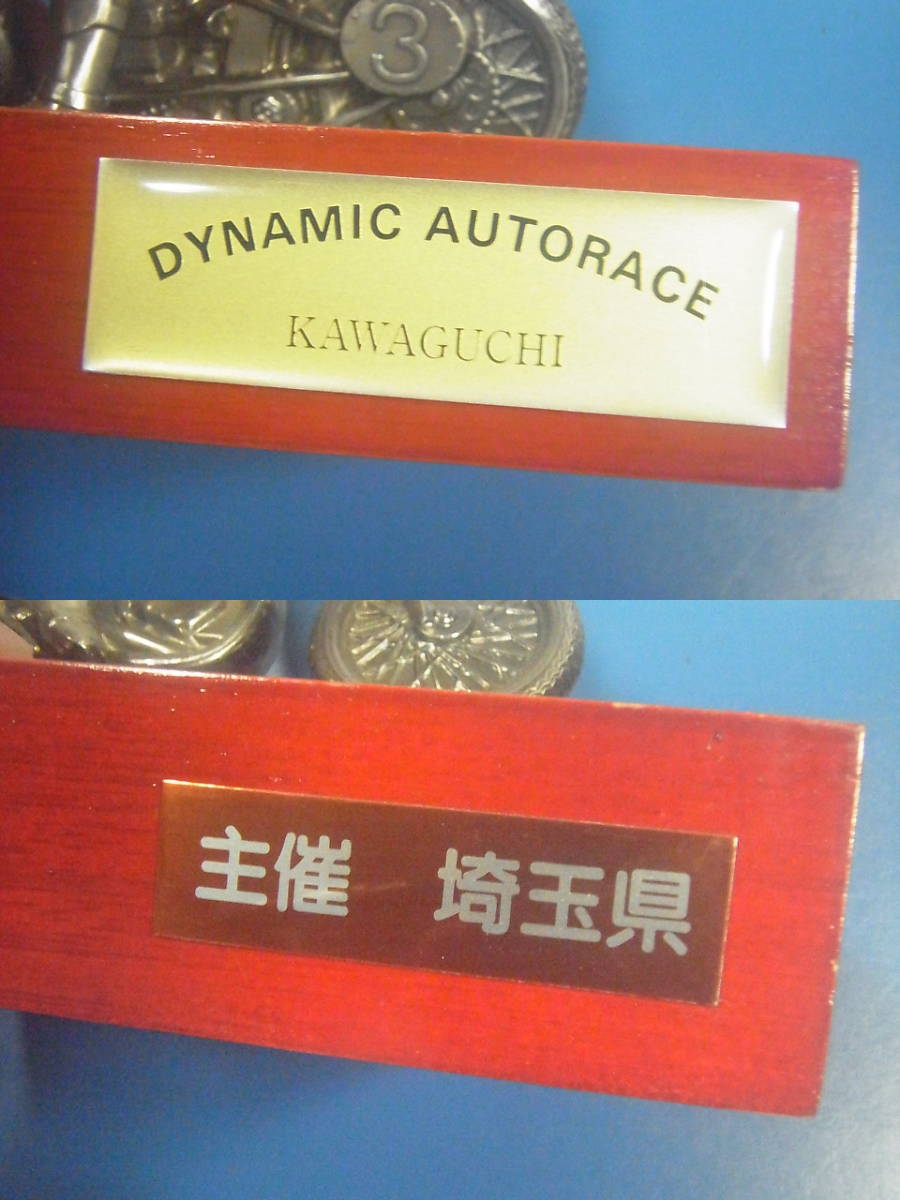 3
DYNAMIC AUTORACE
KAWAGUCHI
主催　埼玉県